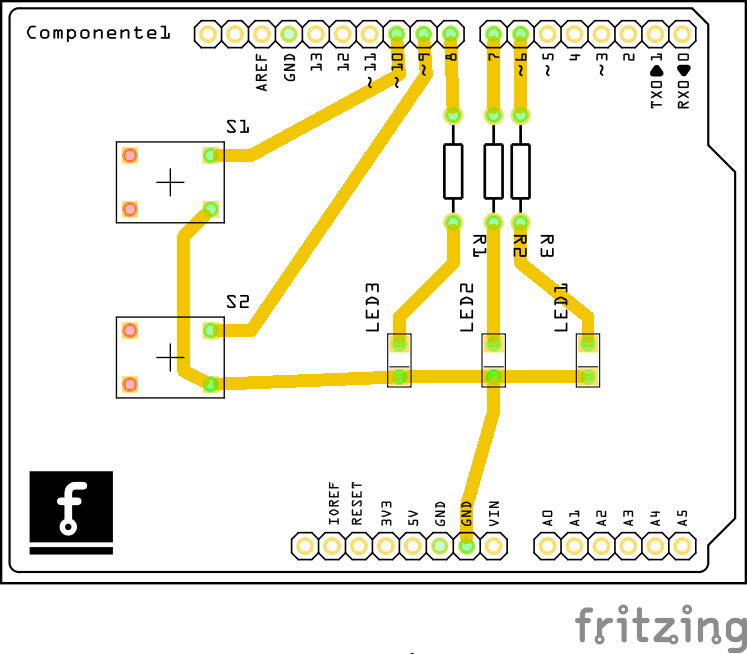 Componente1
AREF
GND
13
12
~11
~10
~9
8
7
~6
~5
4
~3
2
TX0▶1
RX0◀0
S1
R1
R2
R3
S2
LED3
LED2
LED1
IOREF
RESET
3V3
5V
GND
GND
VIN
A0
A1
A2
A3
A4
A5
f
fritzing